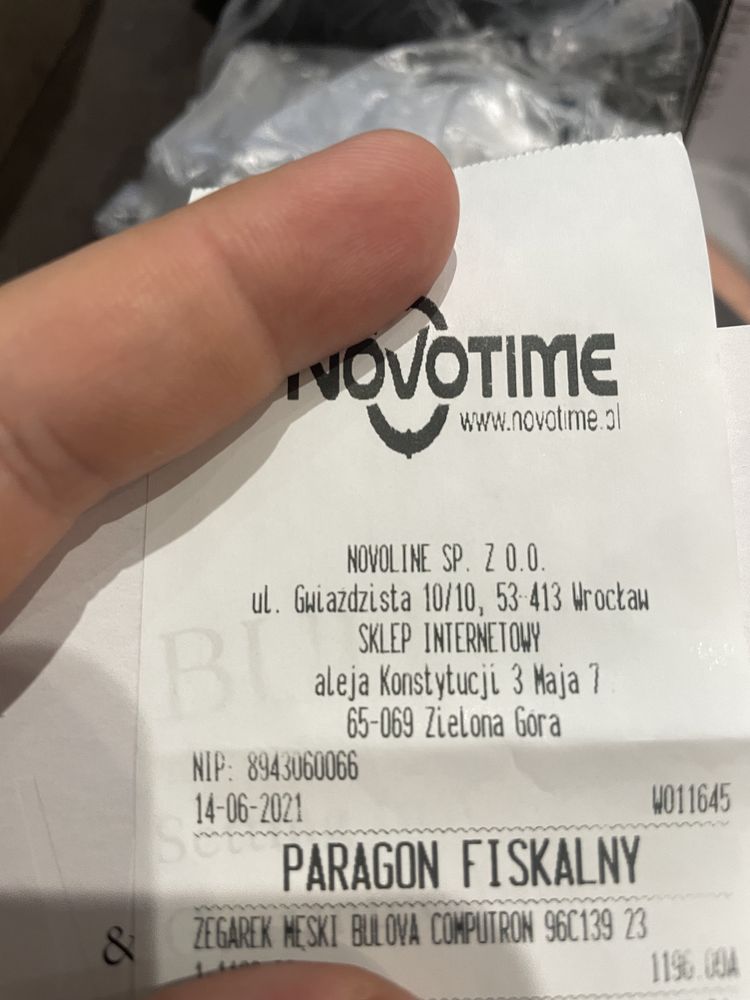 NOVOTIME
www.novotime.pl
NOVOLINE SP. Z O.O.
ul. Gwiaździsta 10/10, 53-413 Wrocław
SKLEP INTERNETOWY
aleja Konstytucji 3 Maja 7
65-069 Zielona Góra
NIP: 8943060066
14-06-2021 W011645
PARAGON FISKALNY
ZEGAREK MĘSKI BULOVA COMPUTRON 96C139 23
1196.00A
&